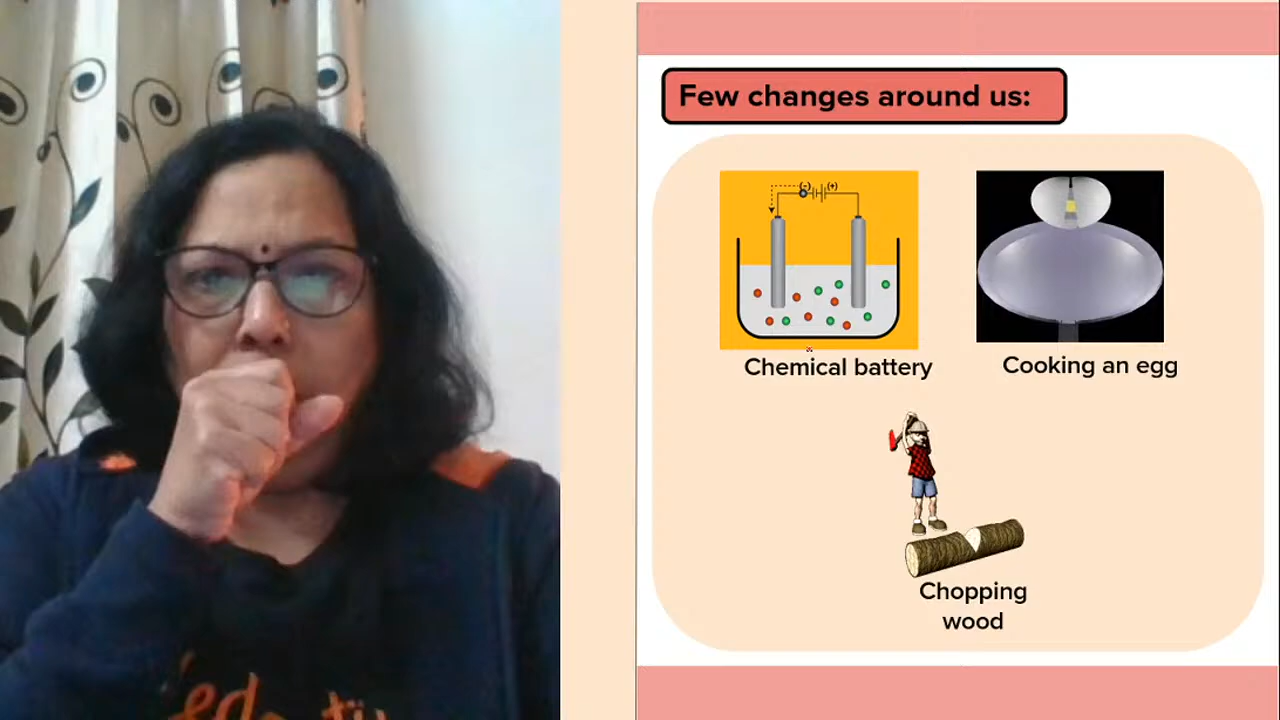 Few changes around us:
(-) (+)
Chemical battery
Cooking an egg
Chopping
wood